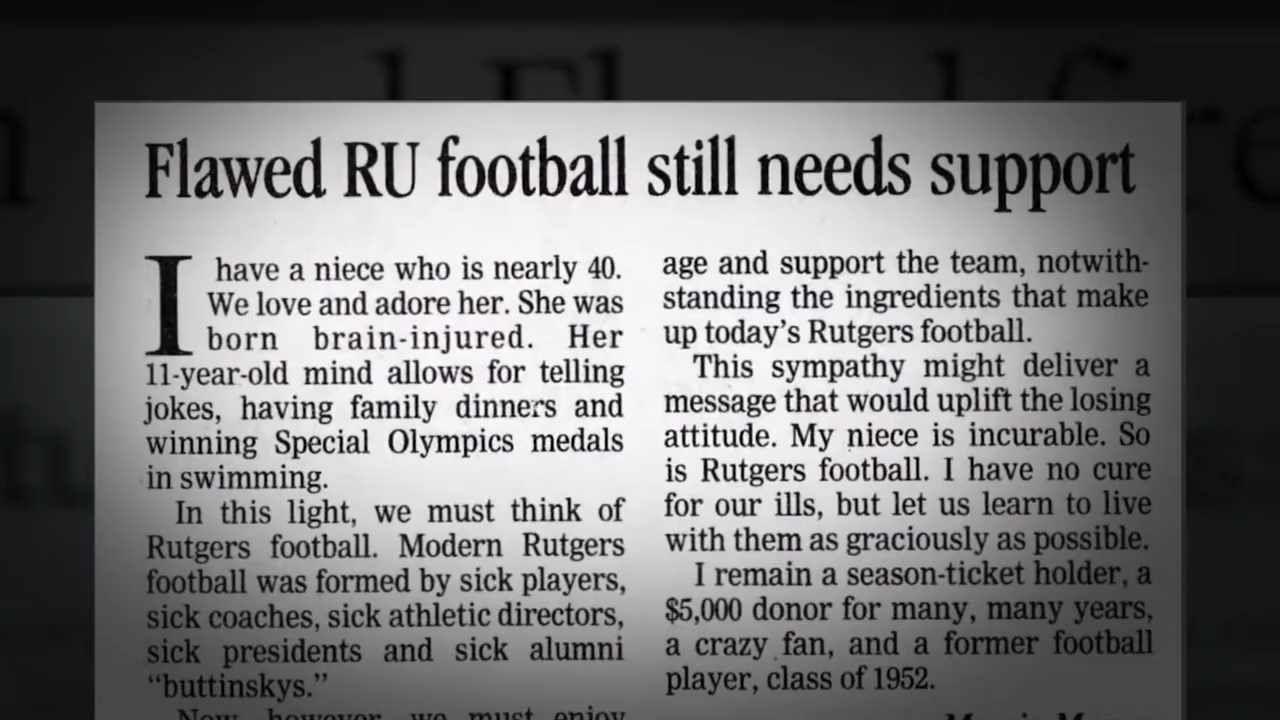 Flawed RU football still needs support
I have a niece who is nearly 40.
We love and adore her. She was
born brain-injured. Her
11-year-old mind allows for telling
jokes, having family dinners and
winning Special Olympics medals
in swimming.
In this light, we must think of
Rutgers football. Modern Rutgers
football was formed by sick players,
sick coaches, sick athletic directors,
sick presidents and sick alumni
“buttinskys.”
Now, however, we must enjoy
age and support the team, notwith-
standing the ingredients that make
up today’s Rutgers football.
This sympathy might deliver a
message that would uplift the losing
attitude. My niece is incurable. So
is Rutgers football. I have no cure
for our ills, but let us learn to live
with them as graciously as possible.
I remain a season-ticket holder, a
$5,000 donor for many, many years,
a crazy fan, and a former football
player, class of 1952.